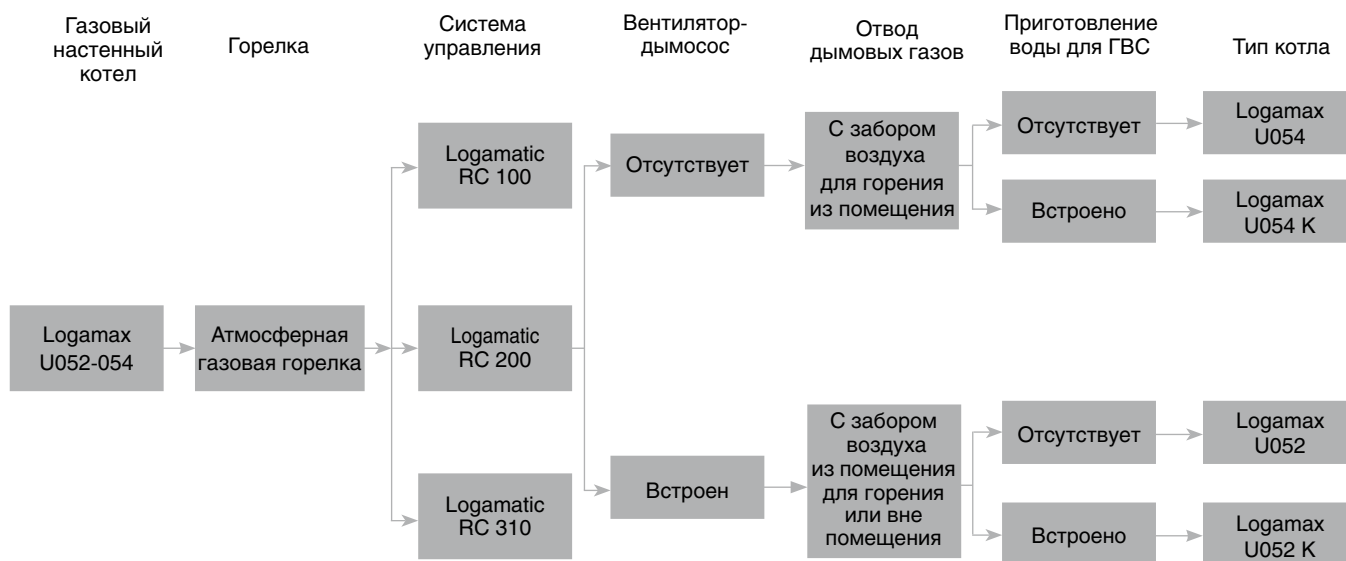 Газовый
настенный
котел
Горелка
Система
управления
Вентилятор-
дымосос
Отвод
дымовых газов
Приготовление
воды для ГВС
Тип котла
Logamax
U052-054
Атмосферная
газовая горелка
Logamatic
RC 100
Logamatic
RC 200
Logamatic
RC 310
Отсутствует
Встроен
С забором
воздуха
для горения
из помещения
С забором
воздуха
из помещения
для горения
или вне
помещения
Отсутствует
Встроено
Отсутствует
Встроено
Logamax
U054
Logamax
U054 K
Logamax
U052
Logamax
U052 K